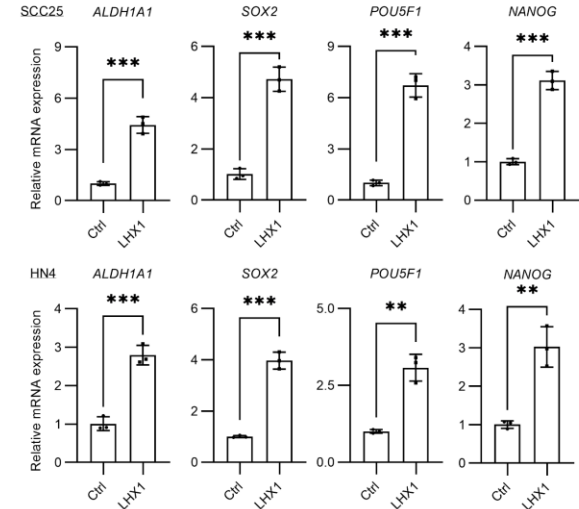 SCC25 ALDH1A1 SOX2 POU5F1 NANOG
Relative mRNA expression
9 6 3 0
***
Ctrl LHX1
6 4 2 0
***
Ctrl LHX1
9 6 3 0
***
Ctrl LHX1
4 3 2 1 0
***
Ctrl LHX1
HN4 ALDH1A1 SOX2 POU5F1 NANOG
Relative mRNA expression
4 3 2 1 0
***
Ctrl LHX1
6 4 2 0
***
Ctrl LHX1
5.0 2.5 0.0
**
Ctrl LHX1
4 3 2 1 0
**
Ctrl LHX1